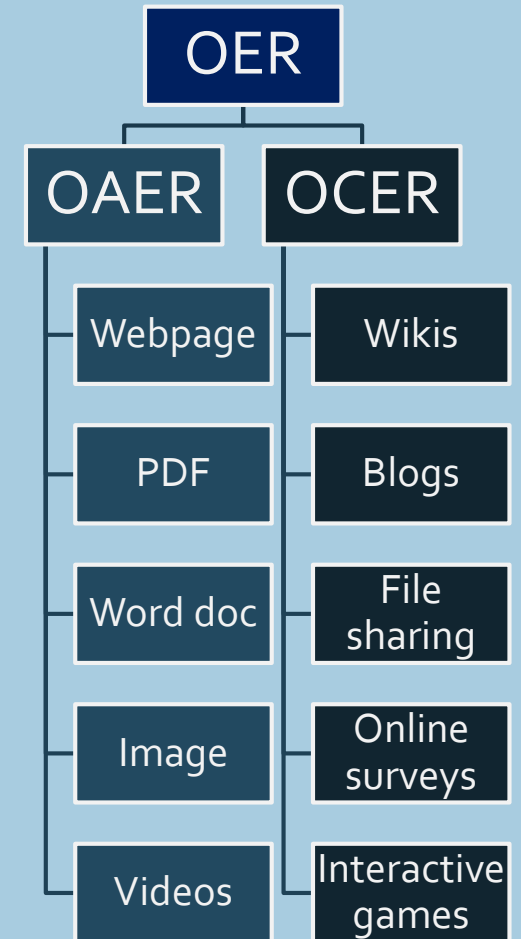 OER
OAER
OCER
Webpage
PDF
Word doc
Image
Videos
Wikis
Blogs
File
sharing
Online
surveys
Interactive
games